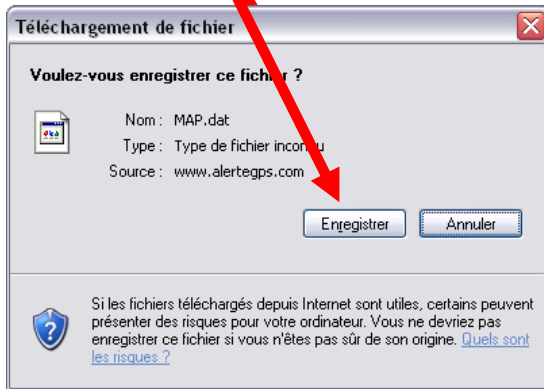 Téléchargement de fichier
Voulez-vous enregistrer ce fichier ?
Nom : MAP.dat
Type : Type de fichier inconnu
Source : www.alertegps.com
Enregistrer
Annuler
Si les fichiers téléchargés depuis Internet sont utiles, certains peuvent
présenter des risques pour votre ordinateur. Vous ne devriez pas
enregistrer ce fichier si vous n'êtes pas sûr de son origine. Quels sont
les risques ?